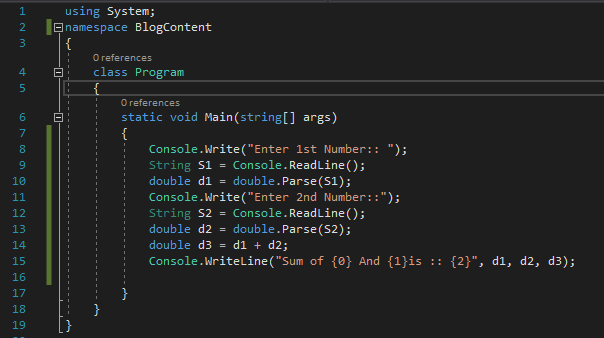 1 using System;
2 namespace BlogContent
3 {
0 references
4 class Program
5 {
0 references
6 static void Main(string[] args)
7 {
8 Console.Write("Enter 1st Number:: ");
9 String S1 = Console.ReadLine();
10 double d1 = double.Parse(S1);
11 Console.Write("Enter 2nd Number::");
12 String S2 = Console.ReadLine();
13 double d2 = double.Parse(S2);
14 double d3 = d1 + d2;
15 Console.WriteLine("Sum of {0} And {1}is :: {2}", d1, d2, d3);
16
17 }
18 }
19 }